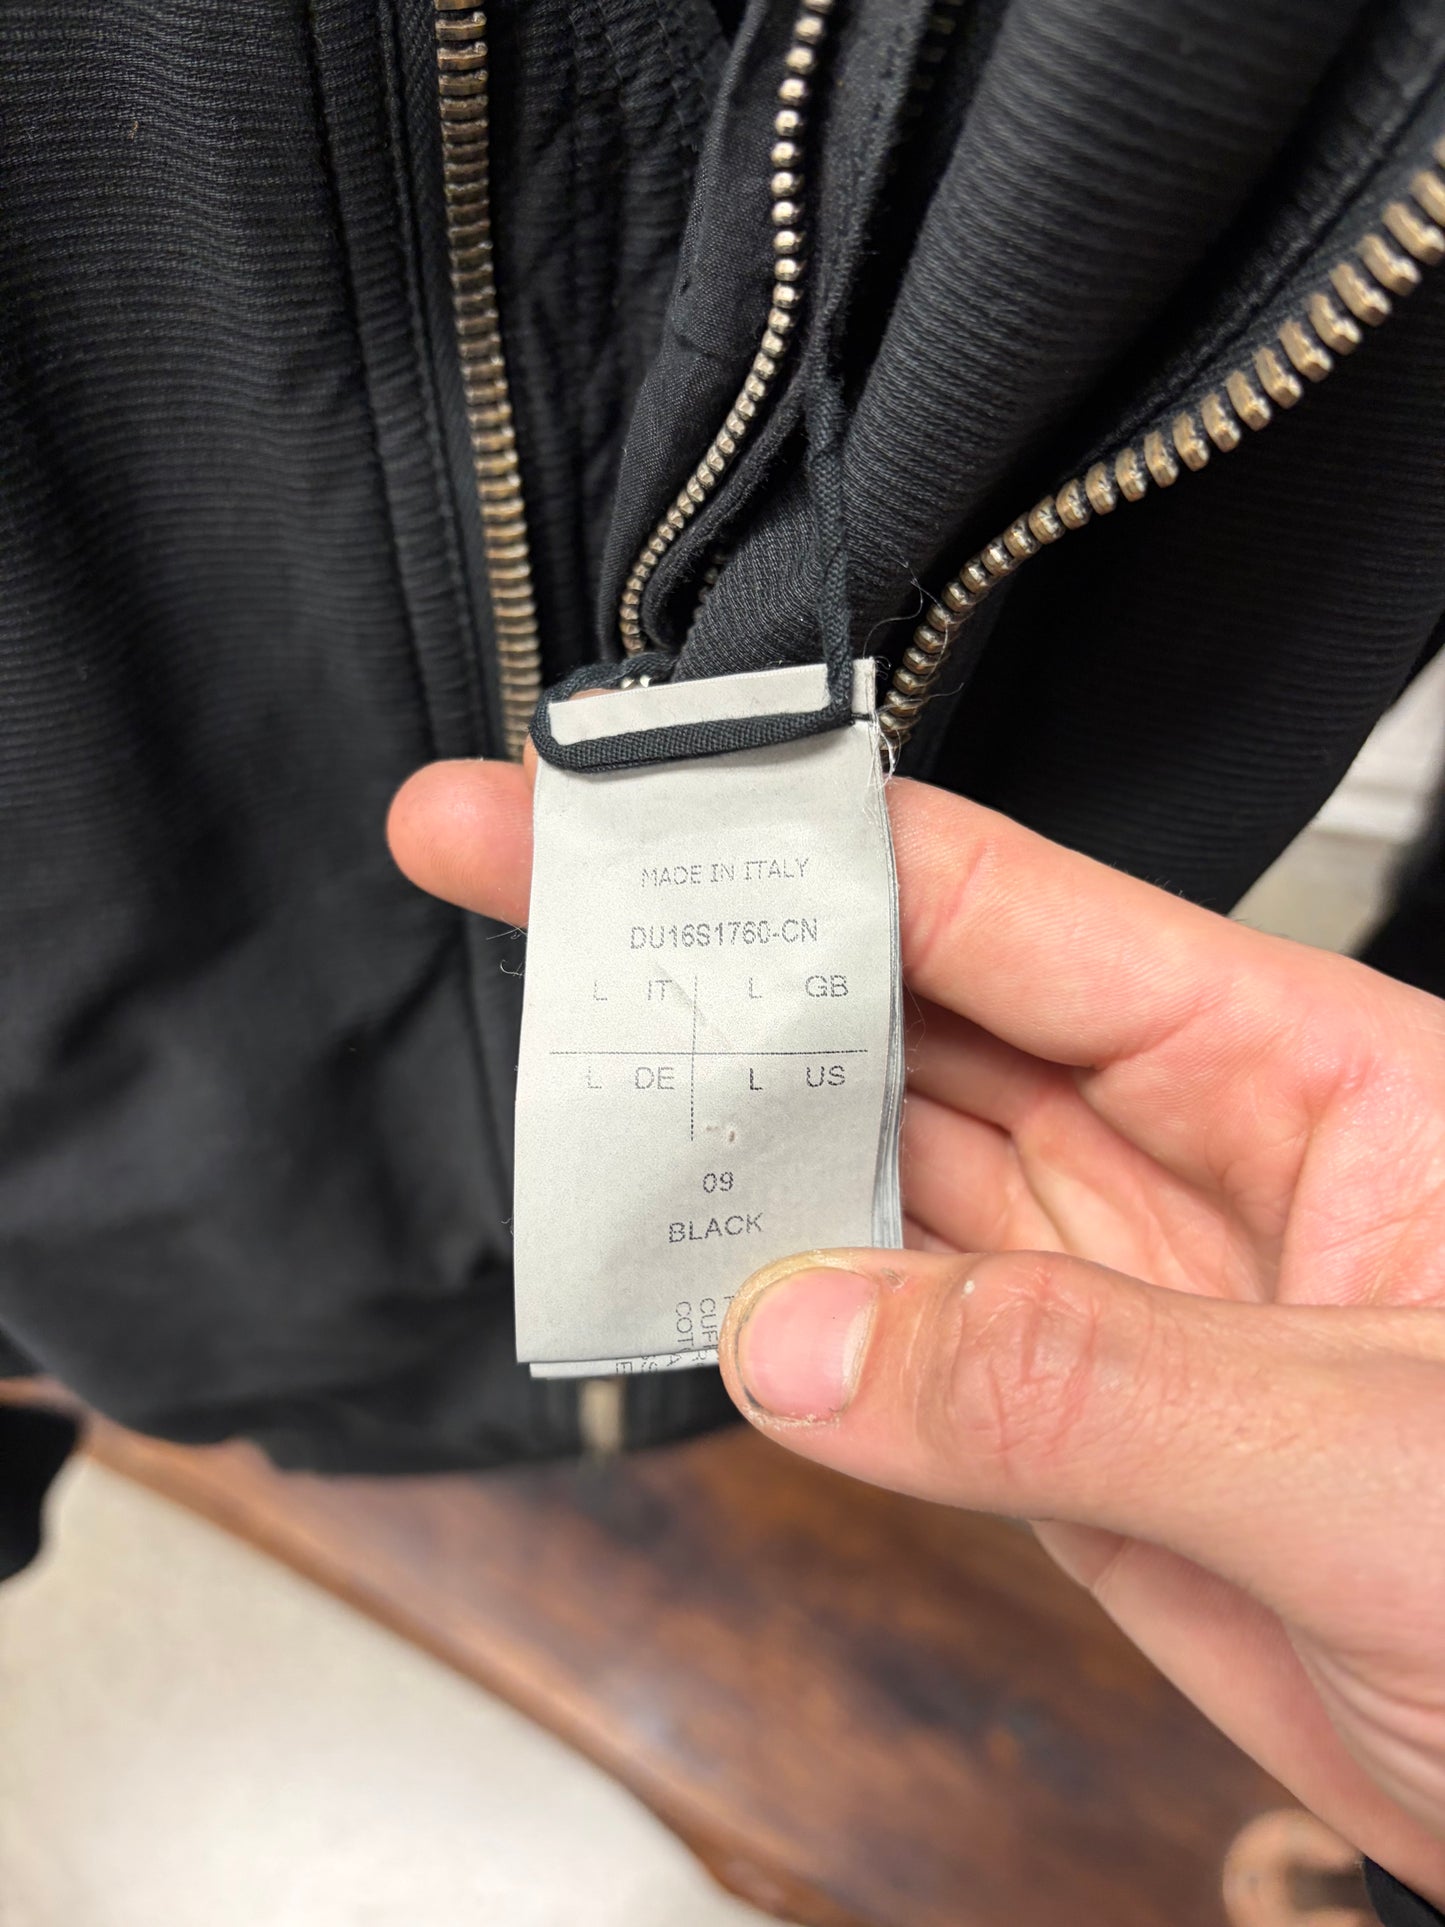 MADE IN ITALY
DU16S1760-CN
L IT L GB
L DE L US
09
BLACK